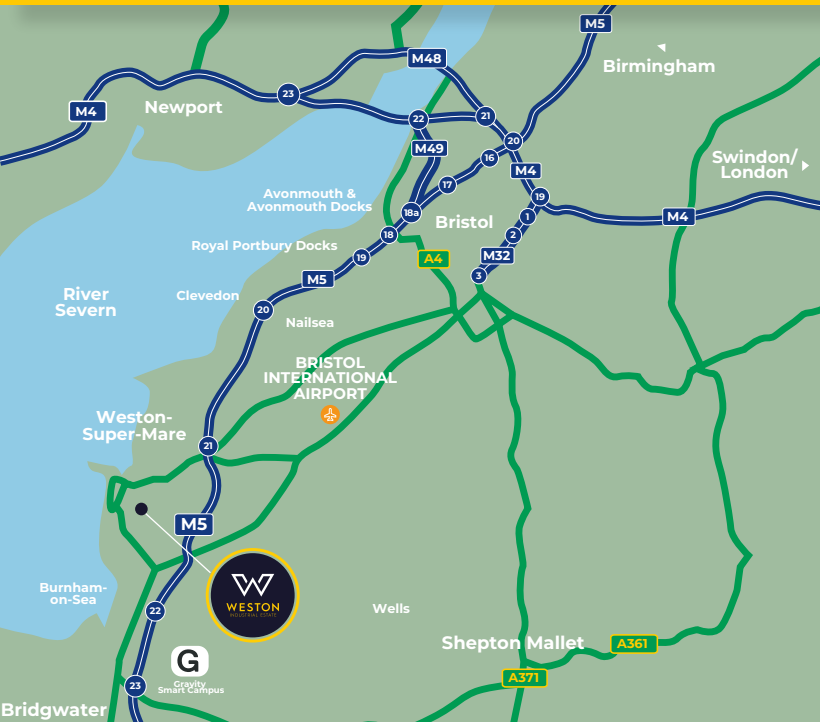 M5
Birmingham
M48
23
M4
Newport
22
21
20
M49
16
M4
Swindon/
London
17
19
Avonmouth &
Avonmouth Docks
18a
1
M4
Bristol
18
2
Royal Portbury Docks
19
A4
M32
3
M5
River
Severn
Clevedon
20
Nailsea
BRISTOL
INTERNATIONAL
AIRPORT
Weston-
Super-Mare
21
M5
Burnham-
on-Sea
22
W
WESTON
INDUSTRIAL ESTATE
Wells
Shepton Mallet
A361
G
Gravity
Smart Campus
A371
23
Bridgwater